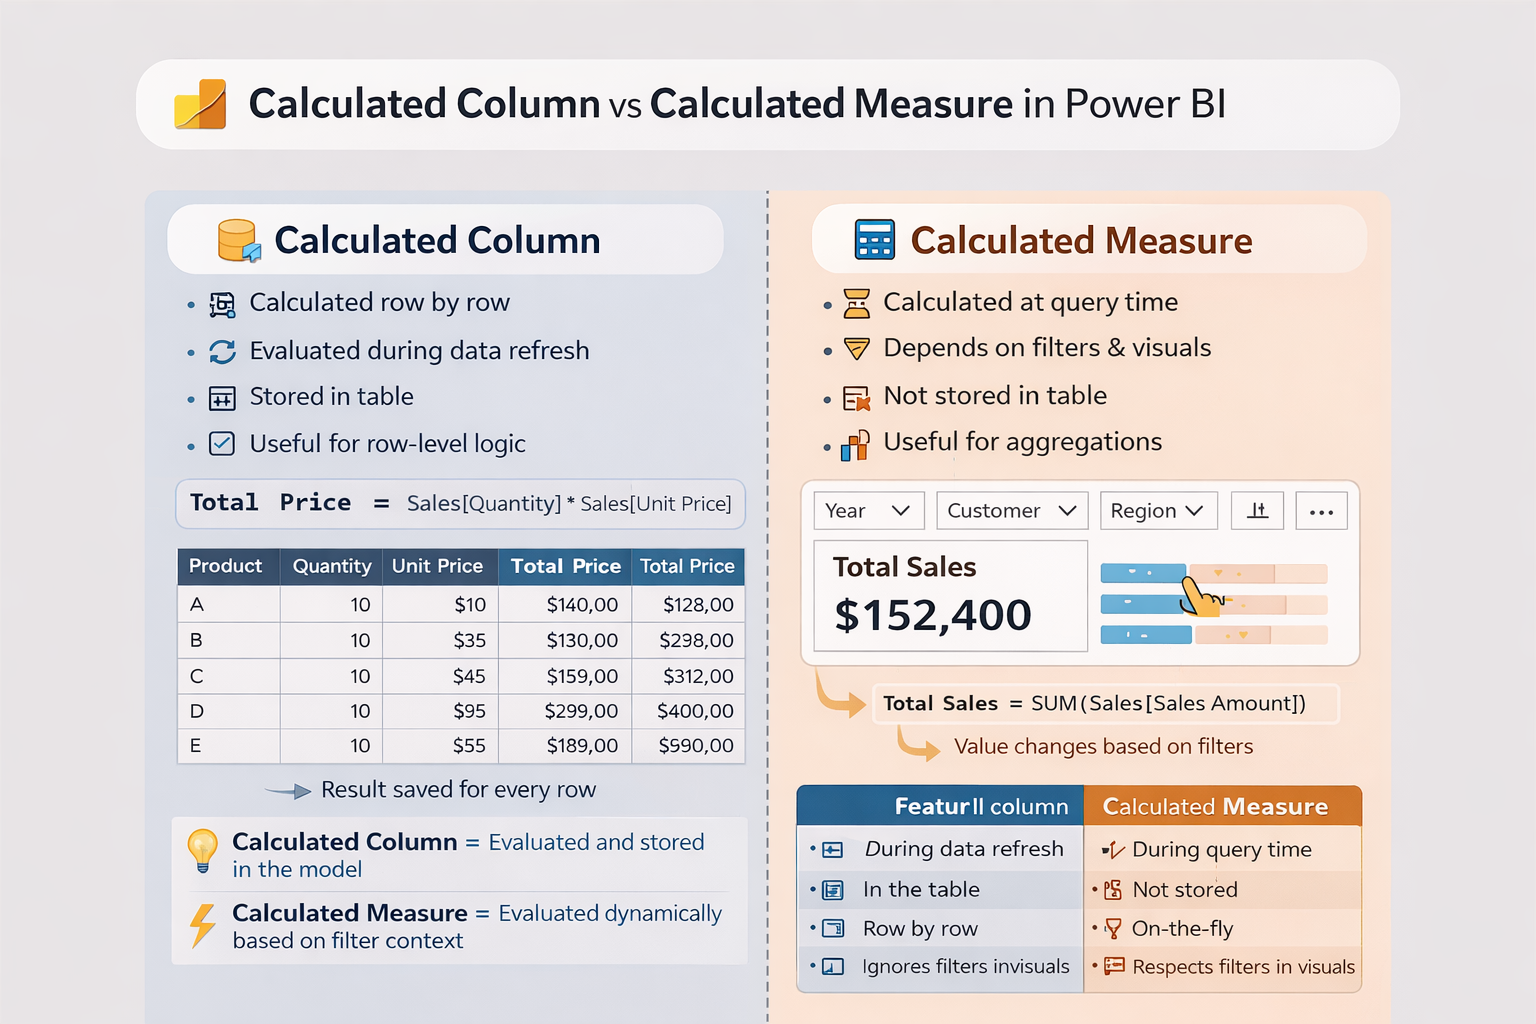 Calculated Column vs Calculated Measure in Power BI
Calculated Column
• Calculated row by row
• Evaluated during data refresh
• Stored in table
• Useful for row-level logic
Total Price = Sales[Quantity] * Sales[Unit Price]
Product Quantity Unit Price Total Price Total Price
A 10 $10 $140,00 $128,00
B 10 $35 $130,00 $298,00
C 10 $45 $159,00 $312,00
D 10 $95 $299,00 $400,00
E 10 $55 $189,00 $990,00
Result saved for every row
Calculated Column = Evaluated and stored
in the model
Calculated Measure = Evaluated dynamically
based on filter context
Calculated Measure
• Calculated at query time
• Depends on filters & visuals
• Not stored in table
• Useful for aggregations
Year Customer Region ...
Total Sales
$152,400
Total Sales = SUM(Sales[Sales Amount])
Value changes based on filters
Featurll column Calculated Measure
• During data refresh • During query time
• In the table • Not stored
• Row by row • On-the-fly
• Ignores filters invisuals • Respects filters in visuals